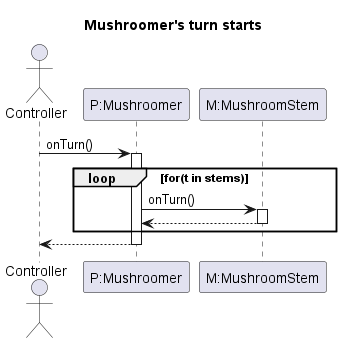 Mushroomer's turn starts
Controller
P:Mushroomer
M:MushroomStem
onTurn()
loop
[for(t in stems)]
onTurn()
Controller
P:Mushroomer
M:MushroomStem